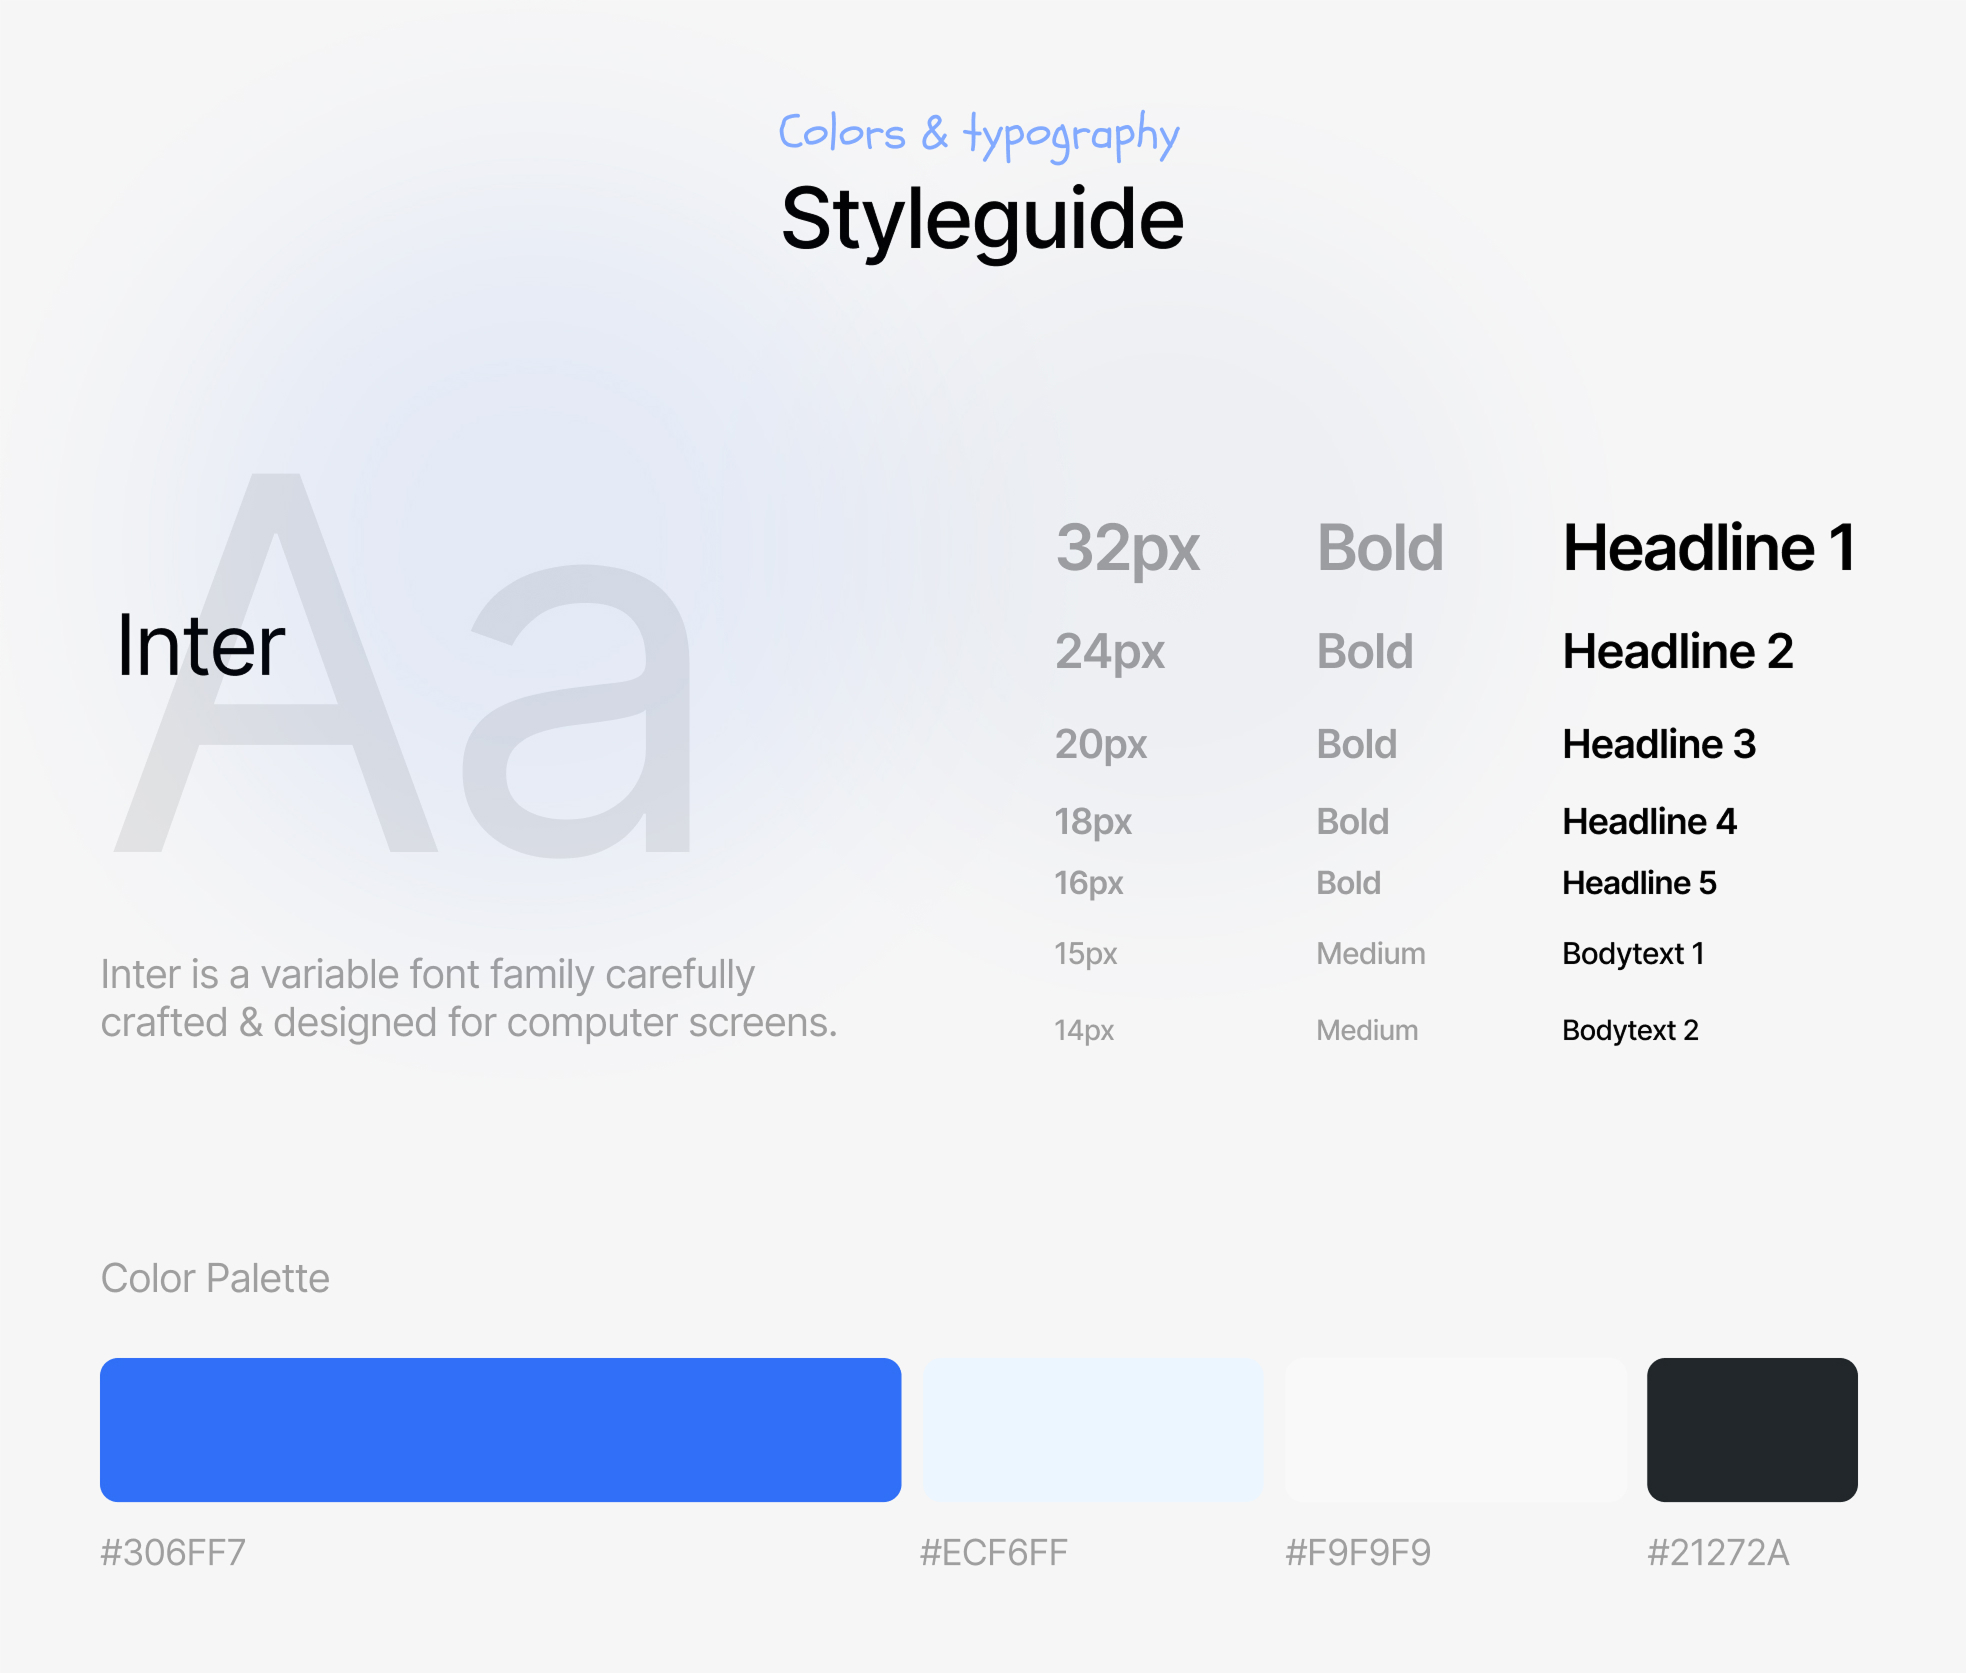 Colors & typography
Styleguide
Aa
Inter
Inter is a variable font family carefully
crafted & designed for computer screens.
32px Bold Headline 1
24px Bold Headline 2
20px Bold Headline 3
18px Bold Headline 4
16px Bold Headline 5
15px Medium Bodytext 1
14px Medium Bodytext 2
Color Palette
#306FF7 #ECF6FF #F9F9F9 #21272A